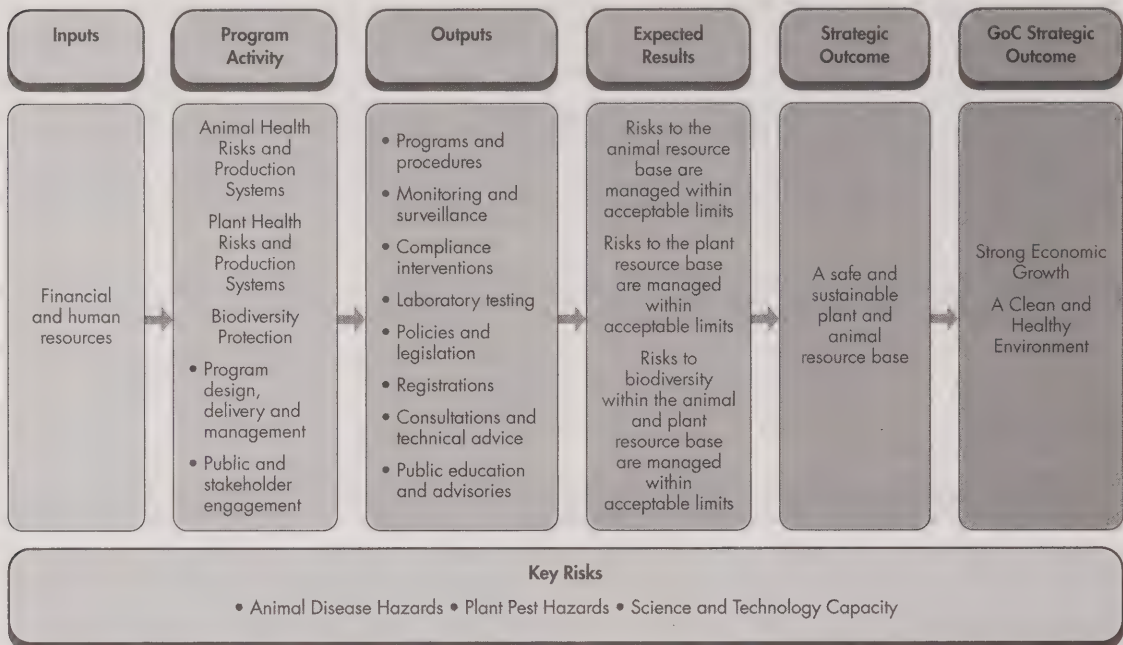 Inputs
Program
Activity
Outputs
Expected
Results
Strategic
Outcome
GoC Strategic
Outcome
Financial
and human
resources
Animal Health
Risks and
Production
Systems
Plant Health
Risks and
Production
Systems
Biodiversity
Protection
• Program
design,
delivery and
management
• Public and
stakeholder
engagement
• Programs and
procedures
• Monitoring and
surveillance
• Compliance
interventions
• Laboratory testing
• Policies and
legislation
• Registrations
• Consultations and
technical advice
• Public education
and advisories
Risks to the
animal resource
base are
managed within
acceptable limits
Risks to the plant
resource base
are managed
within
acceptable limits
Risks to
biodiversity
within the animal
and plant
resource base
are managed
within
acceptable limits
A safe and
sustainable
plant and
animal
resource base
Strong Economic
Growth
A Clean and
Healthy
Environment
Key Risks
• Animal Disease Hazards • Plant Pest Hazards • Science and Technology Capacity